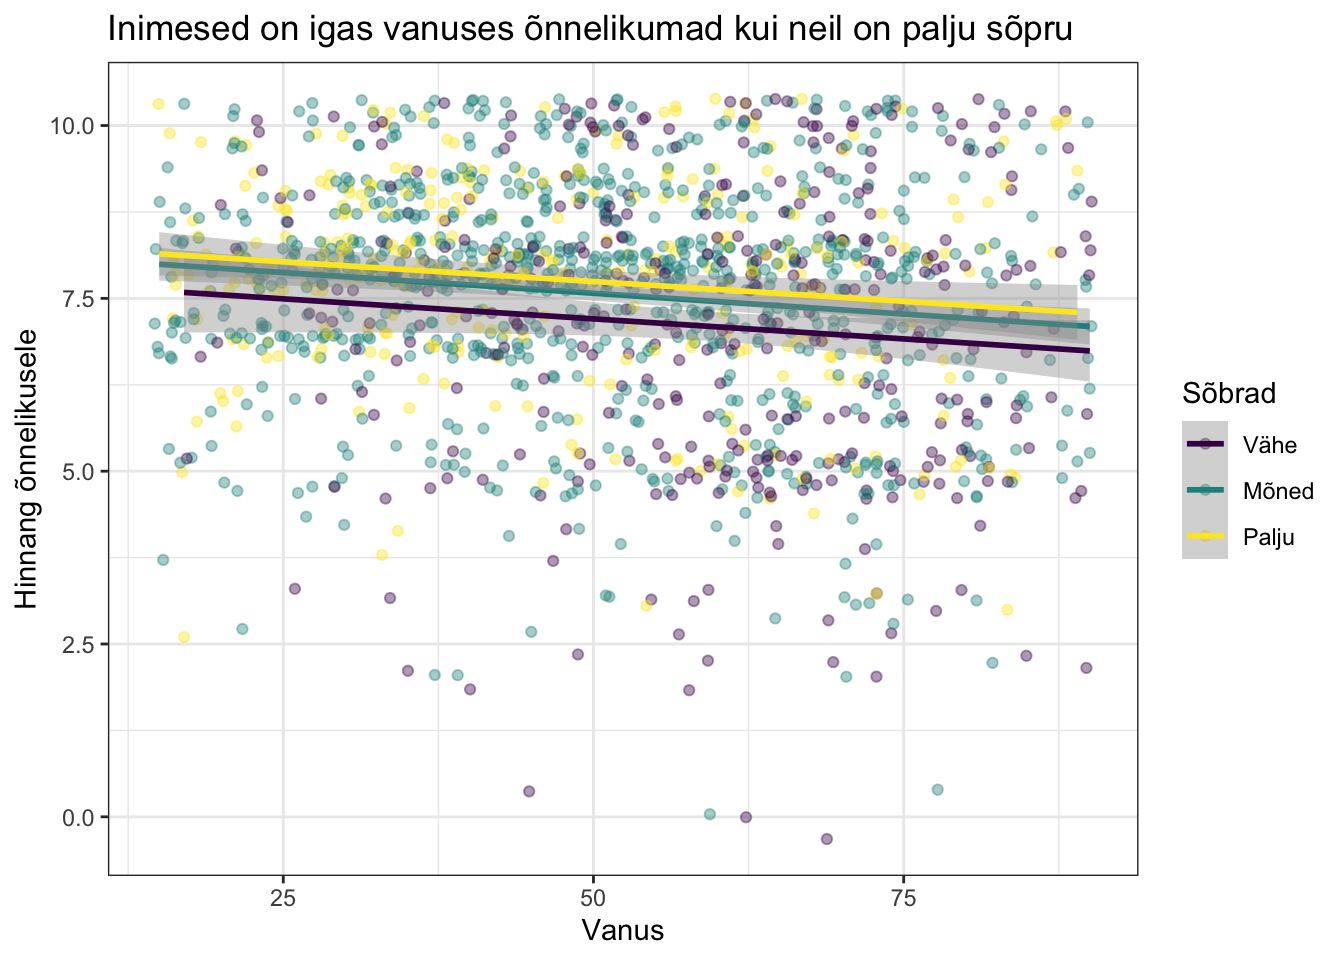 Inimesed on igas vanuses õnnelikumad kui neil on palju sõpru
Hinnang õnnelikusele
10.0
7.5
5.0
2.5
0.0
25 50 75
Vanus
Sõbrad
Vähe
Mõned
Palju